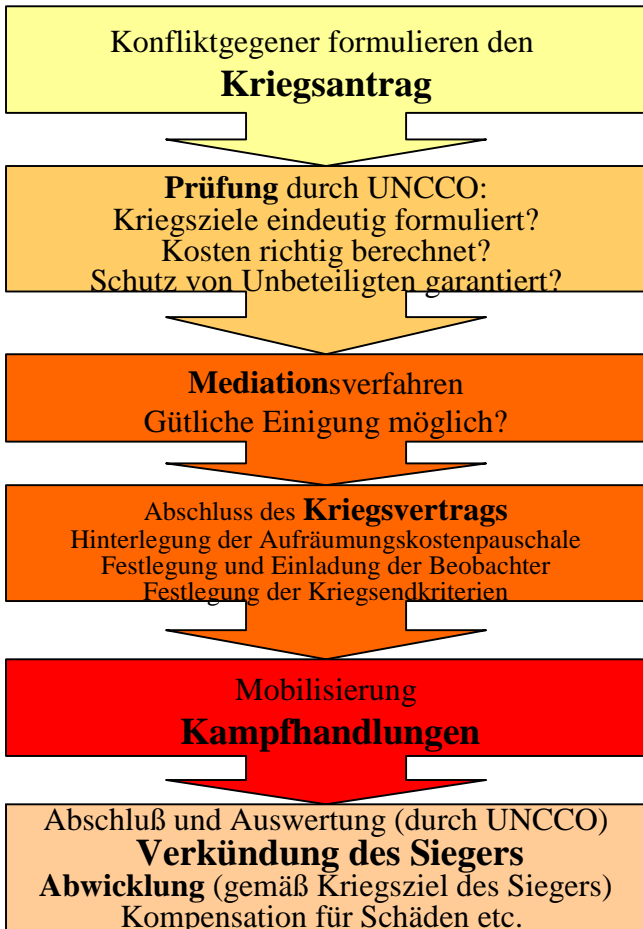 Konfliktgegener formulieren den
Kriegsantrag
Prüfung durch UNCCO:
Kriegsziele eindeutig formuliert?
Kosten richtig berechnet?
Schutz von Unbeteiligten garantiert?
Mediationsverfahren
Gütliche Einigung möglich?
Abschluss des Kriegsvertrags
Hinterlegung der Aufräumungskostenpauschale
Festlegung und Einladung der Beobachter
Festlegung der Kriegsendkriterien
Mobilisierung
Kampfhandlungen
Abschluß und Auswertung (durch UNCCO)
Verkündung des Siegers
Abwicklung (gemäß Kriegsziel des Siegers)
Kompensation für Schäden etc.